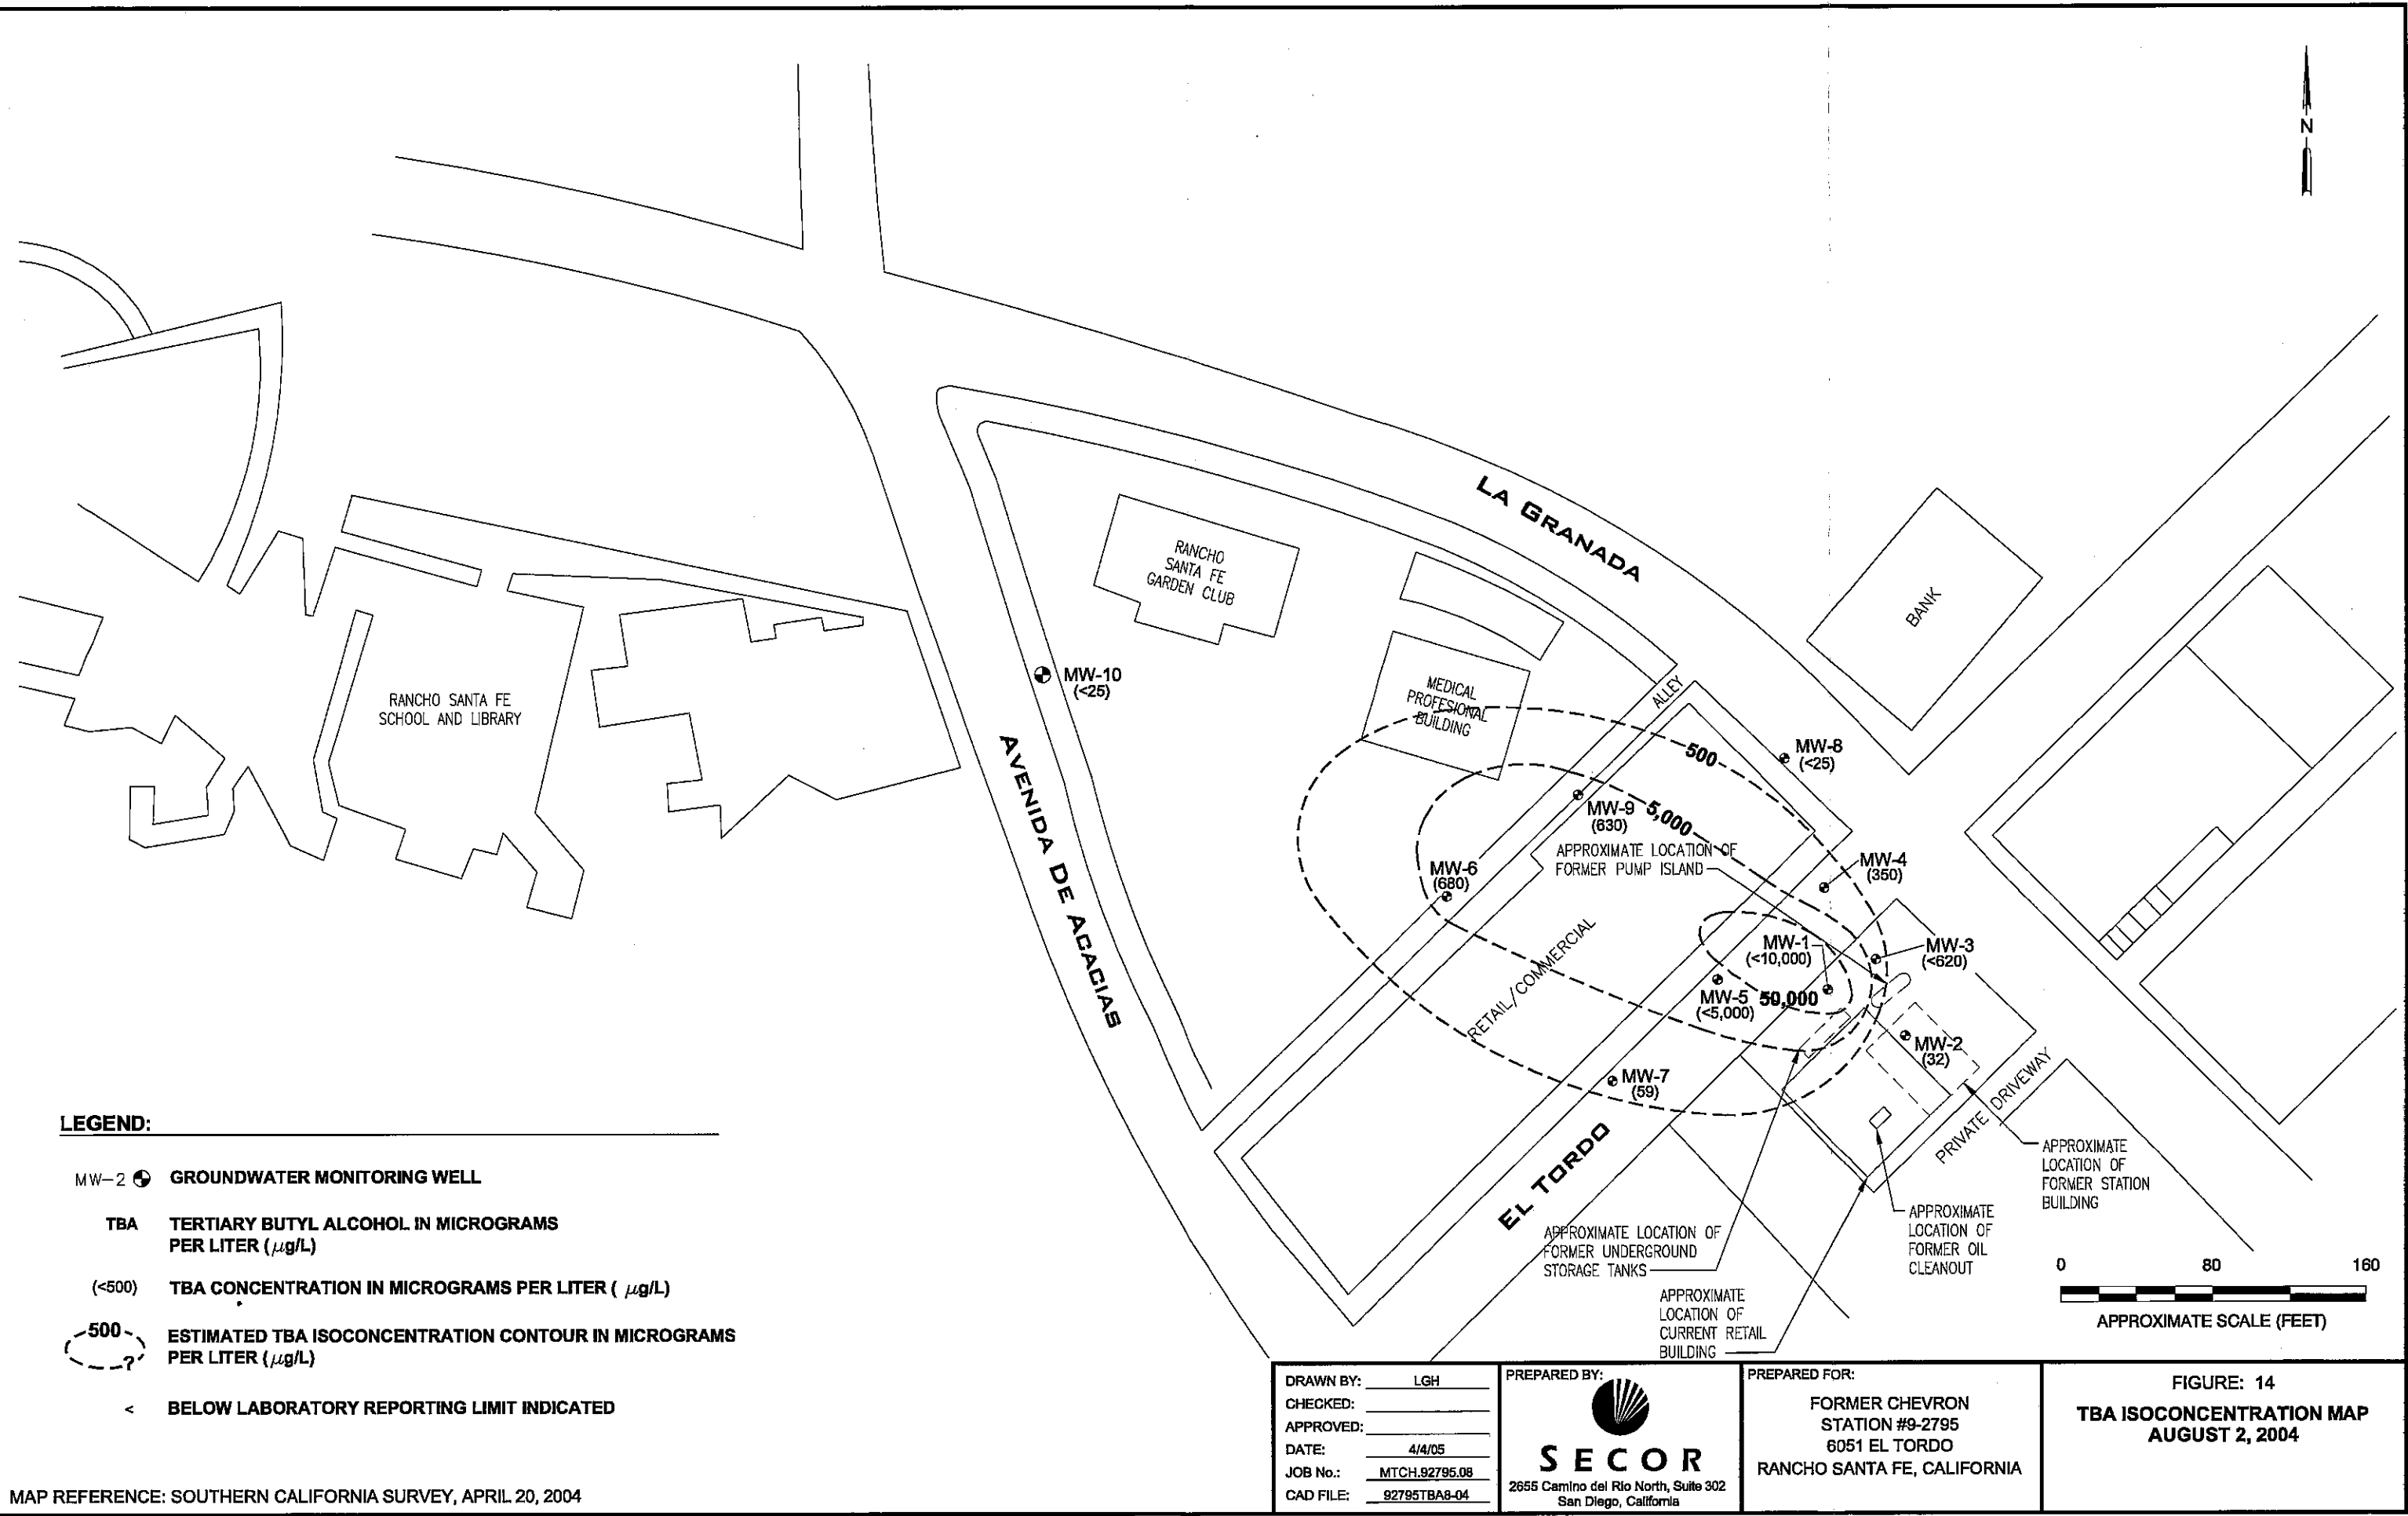 N
LA GRANADA
RANCHO
SANTA FE
GARDEN CLUB
BANK
MEDICAL
PROFESIONAL
BUILDING
ALLEY
MW-10
(<25)
RANCHO SANTA FE
SCHOOL AND LIBRARY
AVENIDA DE ACACIAS
500
MW-8
(<25)
MW-9
(630)
5,000
APPROXIMATE LOCATION OF
FORMER PUMP ISLAND
MW-6
(680)
MW-4
(350)
MW-1
(<10,000)
MW-3
(<620)
RETAIL/COMMERCIAL
MW-5
(<5,000)
50,000
MW-2
(32)
MW-7
(59)
PRIVATE DRIVEWAY
EL TORDO
APPROXIMATE
LOCATION OF
FORMER STATION
BUILDING
APPROXIMATE
LOCATION OF
FORMER OIL
CLEANOUT
APPROXIMATE LOCATION OF
FORMER UNDERGROUND
STORAGE TANKS
APPROXIMATE
LOCATION OF
CURRENT RETAIL
BUILDING
0 80 160
APPROXIMATE SCALE (FEET)
LEGEND:
MW-2 GROUNDWATER MONITORING WELL
TBA TERTIARY BUTYL ALCOHOL IN MICROGRAMS
PER LITER (µg/L)
(<500) TBA CONCENTRATION IN MICROGRAMS PER LITER ( µg/L)
500 ? ESTIMATED TBA ISOCONCENTRATION CONTOUR IN MICROGRAMS
PER LITER (µg/L)
< BELOW LABORATORY REPORTING LIMIT INDICATED
MAP REFERENCE: SOUTHERN CALIFORNIA SURVEY, APRIL 20, 2004
DRAWN BY: LGH
CHECKED:
APPROVED:
DATE: 4/4/05
JOB No.: MTCH.92795.08
CAD FILE: 92795TBA8-04
PREPARED BY:
SECOR
2655 Camino del Rio North, Suite 302
San Diego, California
PREPARED FOR:
FORMER CHEVRON
STATION #9-2795
6051 EL TORDO
RANCHO SANTA FE, CALIFORNIA
FIGURE: 14
TBA ISOCONCENTRATION MAP
AUGUST 2, 2004